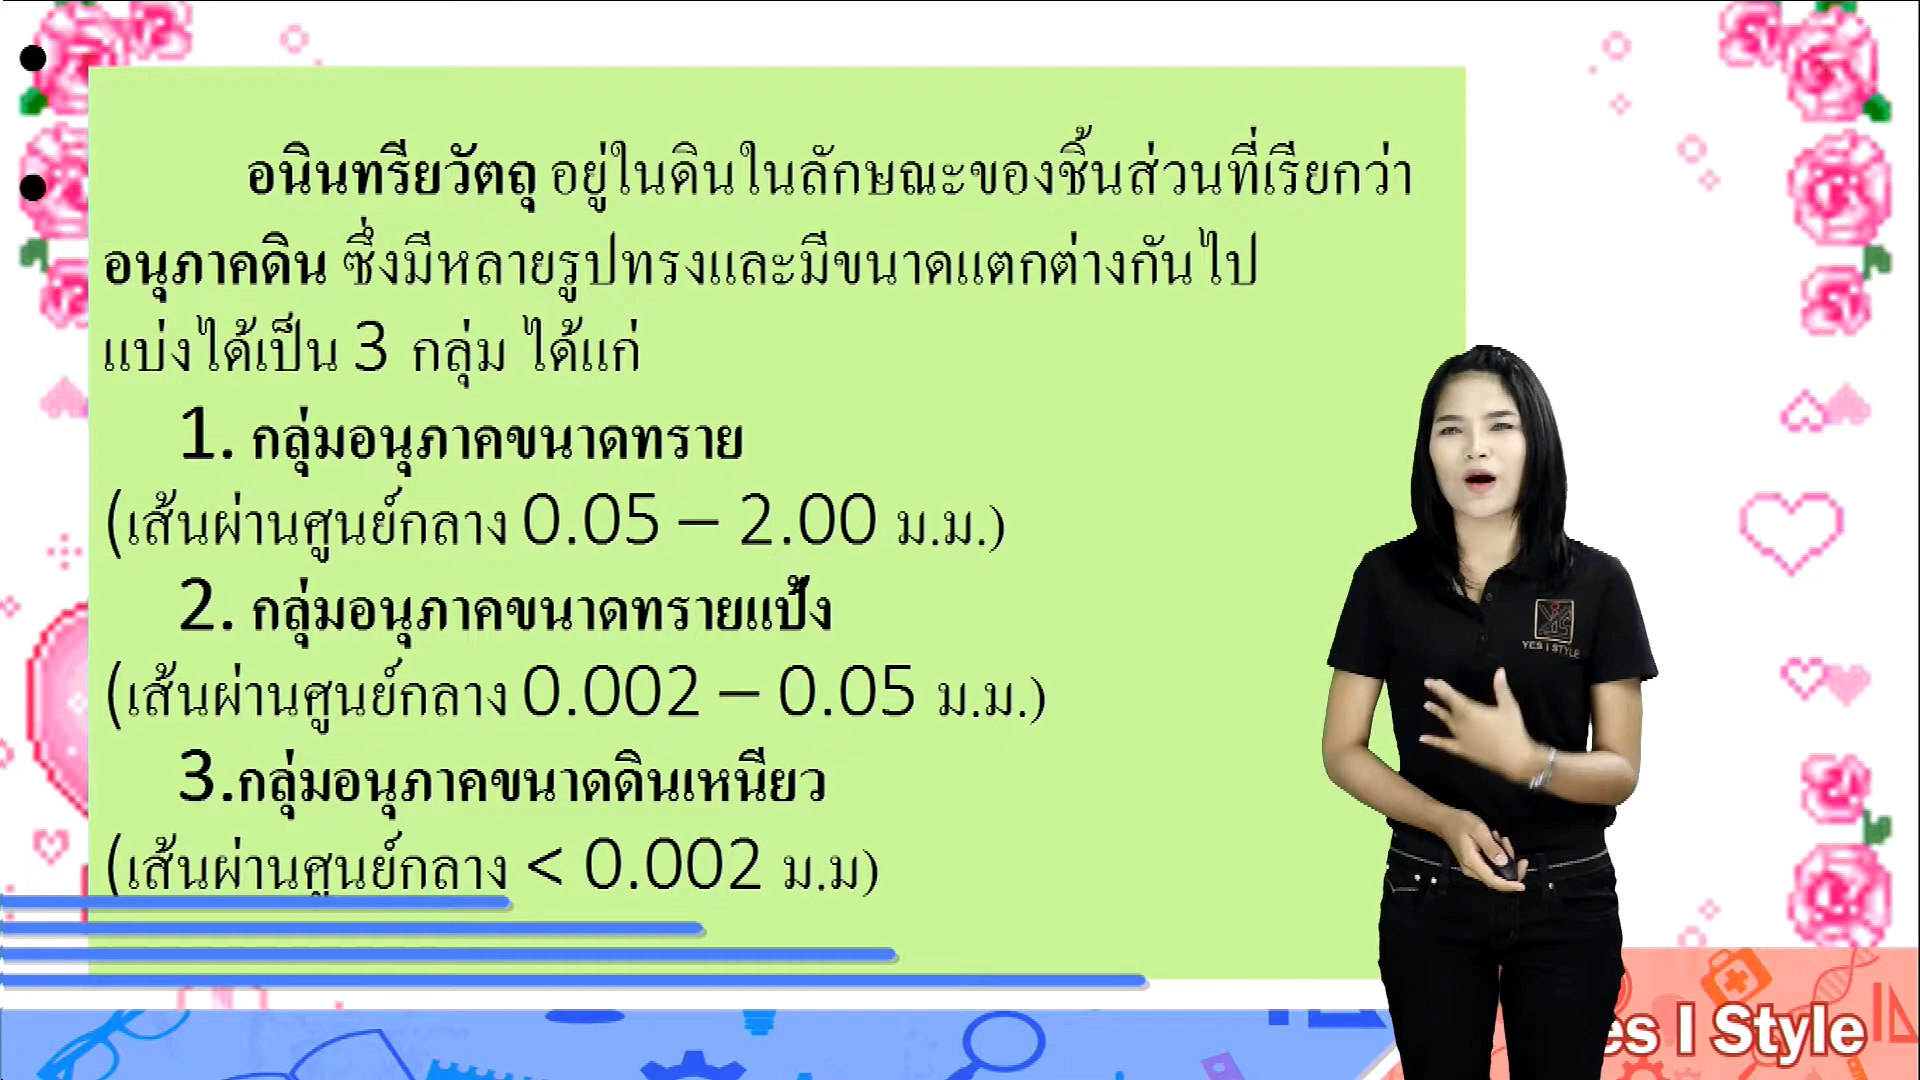 อนินทรียวัตถุ อยู่ในดินในลักษณะของชิ้นส่วนที่เรียกว่า
อนุภาคดิน ซึ่งมีหลายรูปทรงและมีขนาดแตกต่างกันไป
แบ่งได้เป็น 3 กลุ่ม ได้แก่
1. กลุ่มอนุภาคขนาดทราย
(เส้นผ่านศูนย์กลาง 0.05 – 2.00 ม.ม.)
2. กลุ่มอนุภาคขนาดทรายแป้ง
(เส้นผ่านศูนย์กลาง 0.002 – 0.05 ม.ม.)
3.กลุ่มอนุภาคขนาดดินเหนียว
(เส้นผ่านศูนย์กลาง < 0.002 ม.ม)
YES I STYLE
es I Style